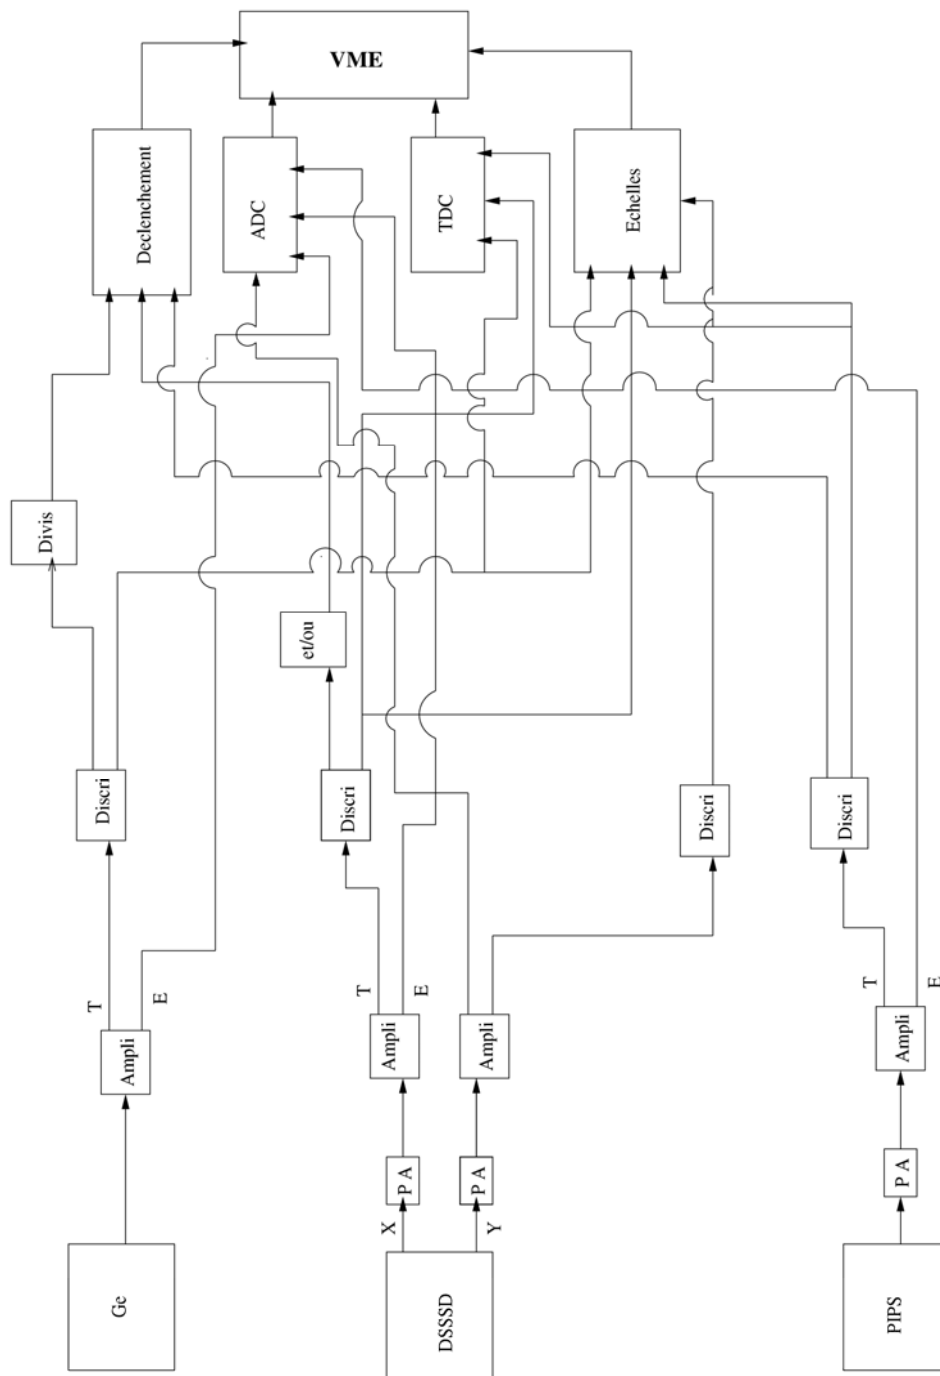 VME
Declenchement
ADC
TDC
Echelles
Divis
et/ou
Discri
Discri
Discri
Discri
T
E
T
E
T
E
Ampli
Ampli
Ampli
Ampli
P A
P A
P A
X
Y
Ge
DSSSD
PIPS